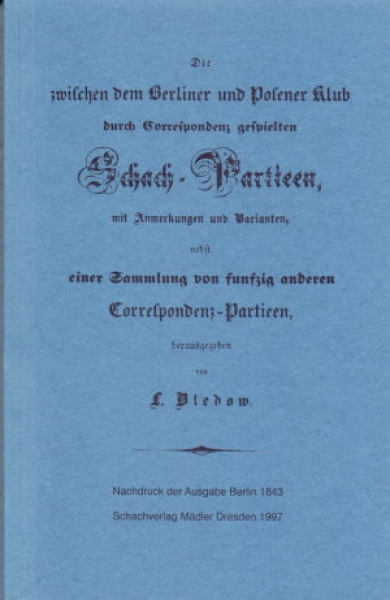 Die
zwischen dem Berliner und Posener Klub
durch Correspondenz gespielten
Schach-Partieen,
mit Anmerkungen und Varianten,
nebst
einer Sammlung von funfzig anderen
Correspondenz-Partieen,
herausgegeben
von
L. Bledow.
Nachdruck der Ausgabe Berlin 1843
Schachverlag Mädler Dresden 1997